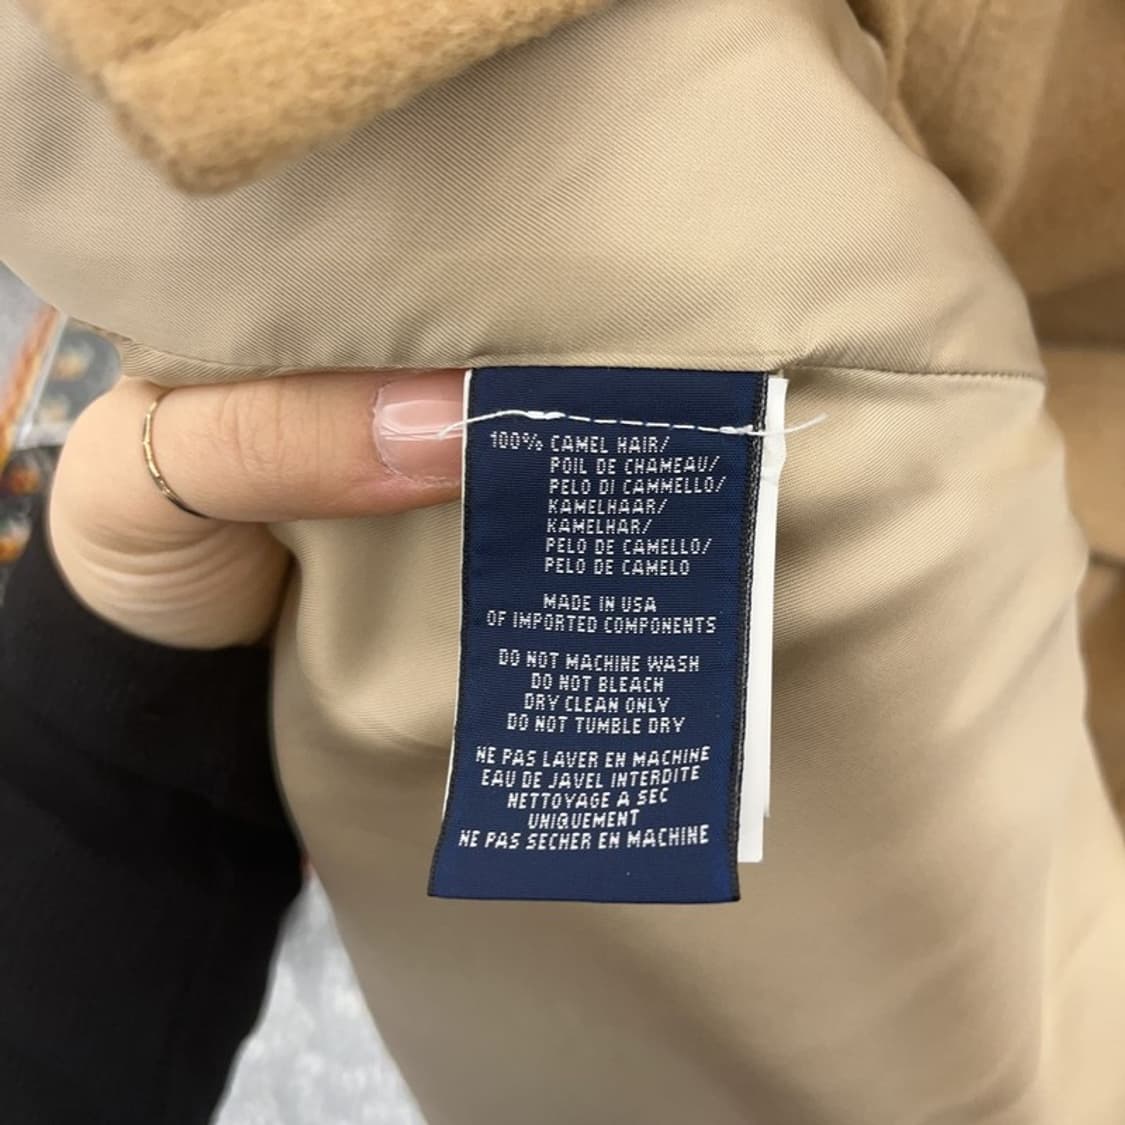 100% CAMEL HAIR/
POIL DE CHAMEAU/
PELO DI CAMMELLO/
KAMELHAAR/
KAMELHAR/
PELO DE CAMELLO/
PELO DE CAMELO
MADE IN USA
OF IMPORTED COMPONENTS
DO NOT MACHINE WASH
DO NOT BLEACH
DRY CLEAN ONLY
DO NOT TUMBLE DRY
NE PAS LAVER EN MACHINE
EAU DE JAVEL INTERDITE
NETTOYAGE A SEC
UNIQUEMENT
NE PAS SECHER EN MACHINE